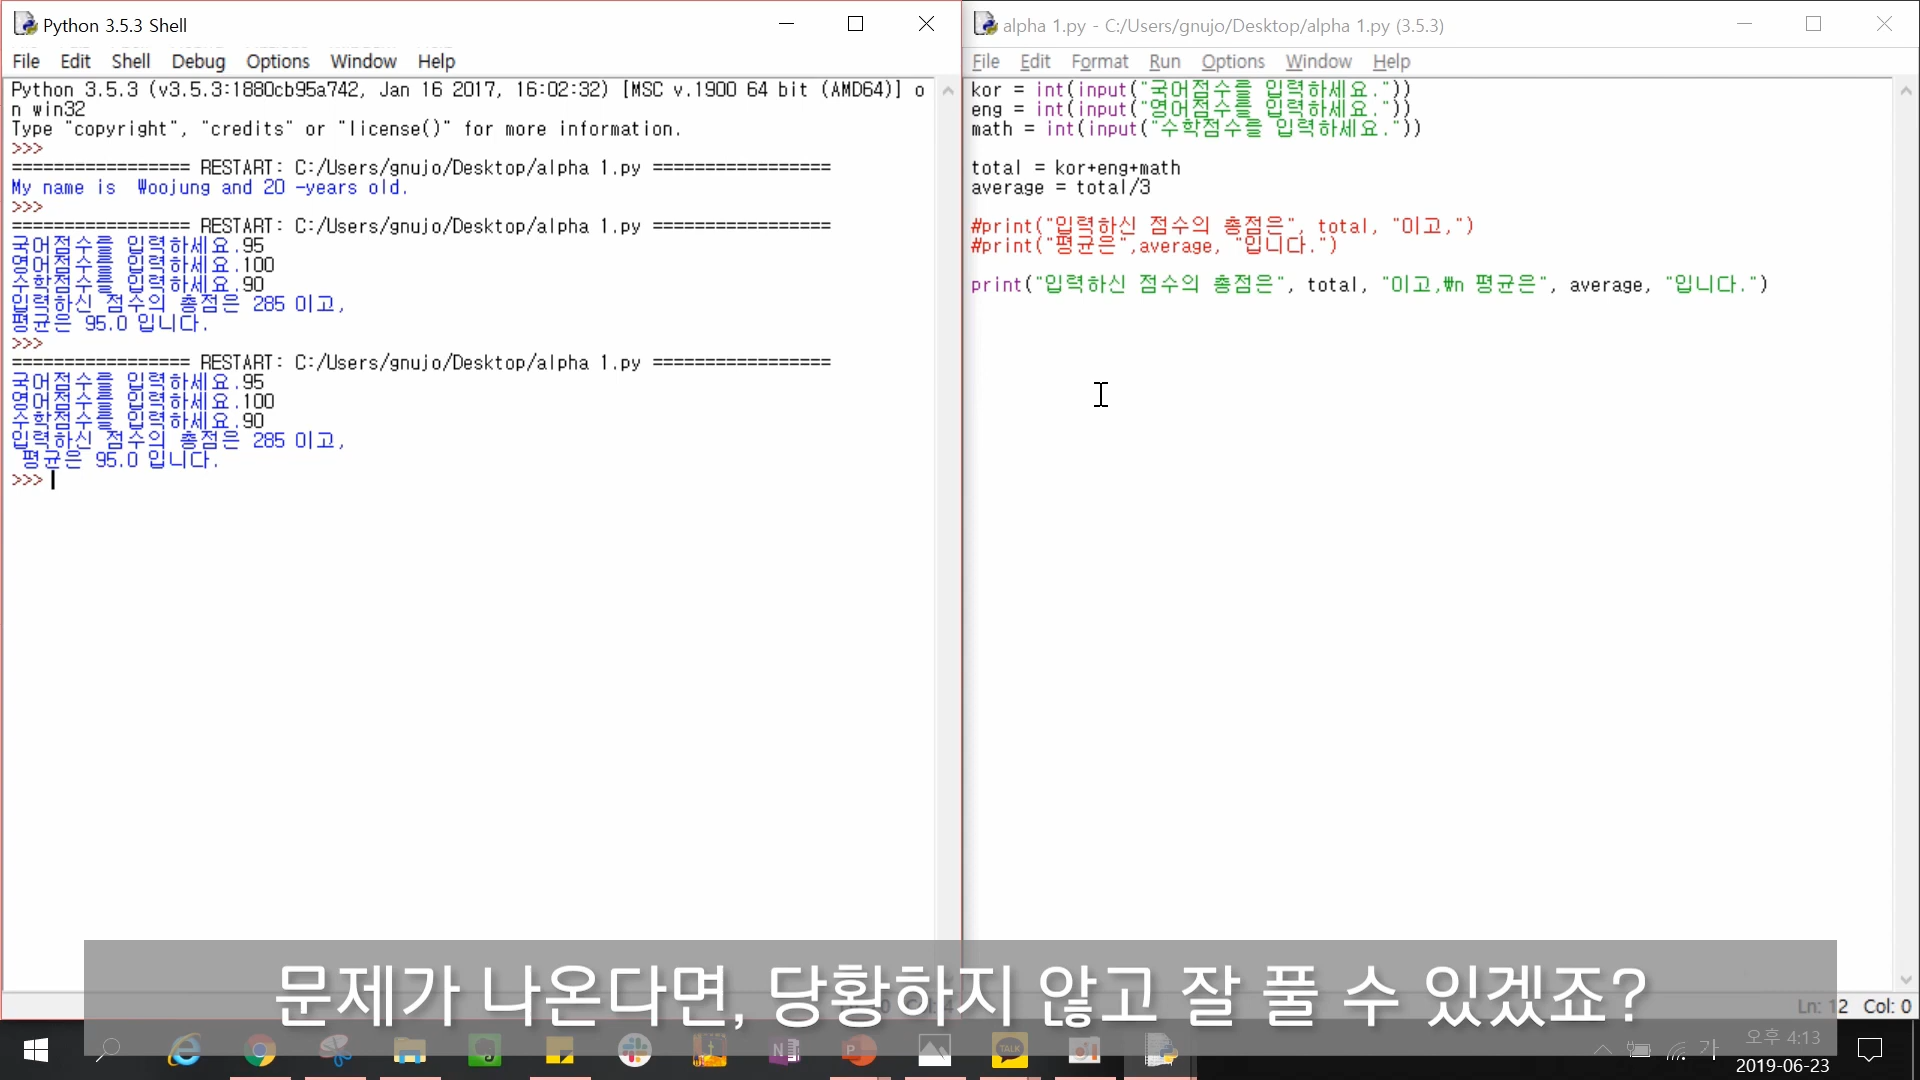 Python 3.5.3 Shell
File Edit Shell Debug Options Window Help
Python 3.5.3 (v3.5.3:1880cb95a742, Jan 16 2017, 16:02:32) [MSC v.1900 64 bit (AMD64)] o
n win32
Type "copyright", "credits" or "license()" for more information.
>>>
================= RESTART: C:/Users/gnujo/Desktop/alpha 1.py =================
My name is  Woojung and 20 -years old.
>>>
================= RESTART: C:/Users/gnujo/Desktop/alpha 1.py =================
국어점수를 입력하세요.95
영어점수를 입력하세요.100
수학점수를 입력하세요.90
입력하신 점수의 총점은 285 이고,
평균은 95.0 입니다.
>>>
================= RESTART: C:/Users/gnujo/Desktop/alpha 1.py =================
국어점수를 입력하세요.95
영어점수를 입력하세요.100
수학점수를 입력하세요.90
입력하신 점수의 총점은 285 이고,
 평균은 95.0 입니다.
>>>
alpha 1.py - C:/Users/gnujo/Desktop/alpha 1.py (3.5.3)
File Edit Format Run Options Window Help
kor = int(input("국어점수를 입력하세요."))
eng = int(input("영어점수를 입력하세요."))
math = int(input("수학점수를 입력하세요."))
total = kor+eng+math
average = total/3
#print("입력하신 점수의 총점은", total, "이고,")
#print("평균은",average, "입니다.")
print("입력하신 점수의 총점은", total, "이고,₩n 평균은", average, "입니다.")
문제가 나온다면, 당황하지 않고 잘 풀 수 있겠죠?
Ln: 12 Col: 0
TALK
가
오후 4:13
2019-06-23